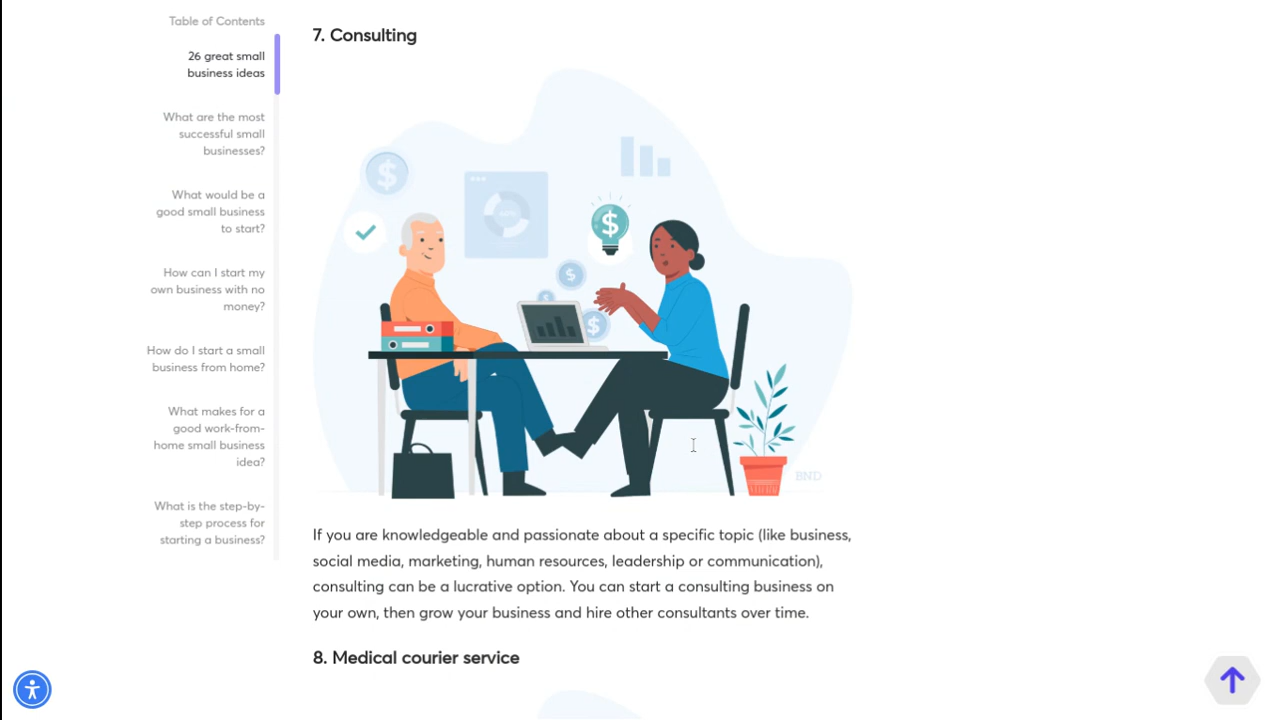 Table of Contents
26 great small
business ideas
What are the most
successful small
businesses?
What would be a
good small business
to start?
How can I start my
own business with no
money?
How do I start a small
business from home?
What makes for a
good work-from-
home small business
idea?
What is the step-by-
step process for
starting a business?
7. Consulting
$
$
$
$
BND
If you are knowledgeable and passionate about a specific topic (like business,
social media, marketing, human resources, leadership or communication),
consulting can be a lucrative option. You can start a consulting business on
your own, then grow your business and hire other consultants over time.
8. Medical courier service